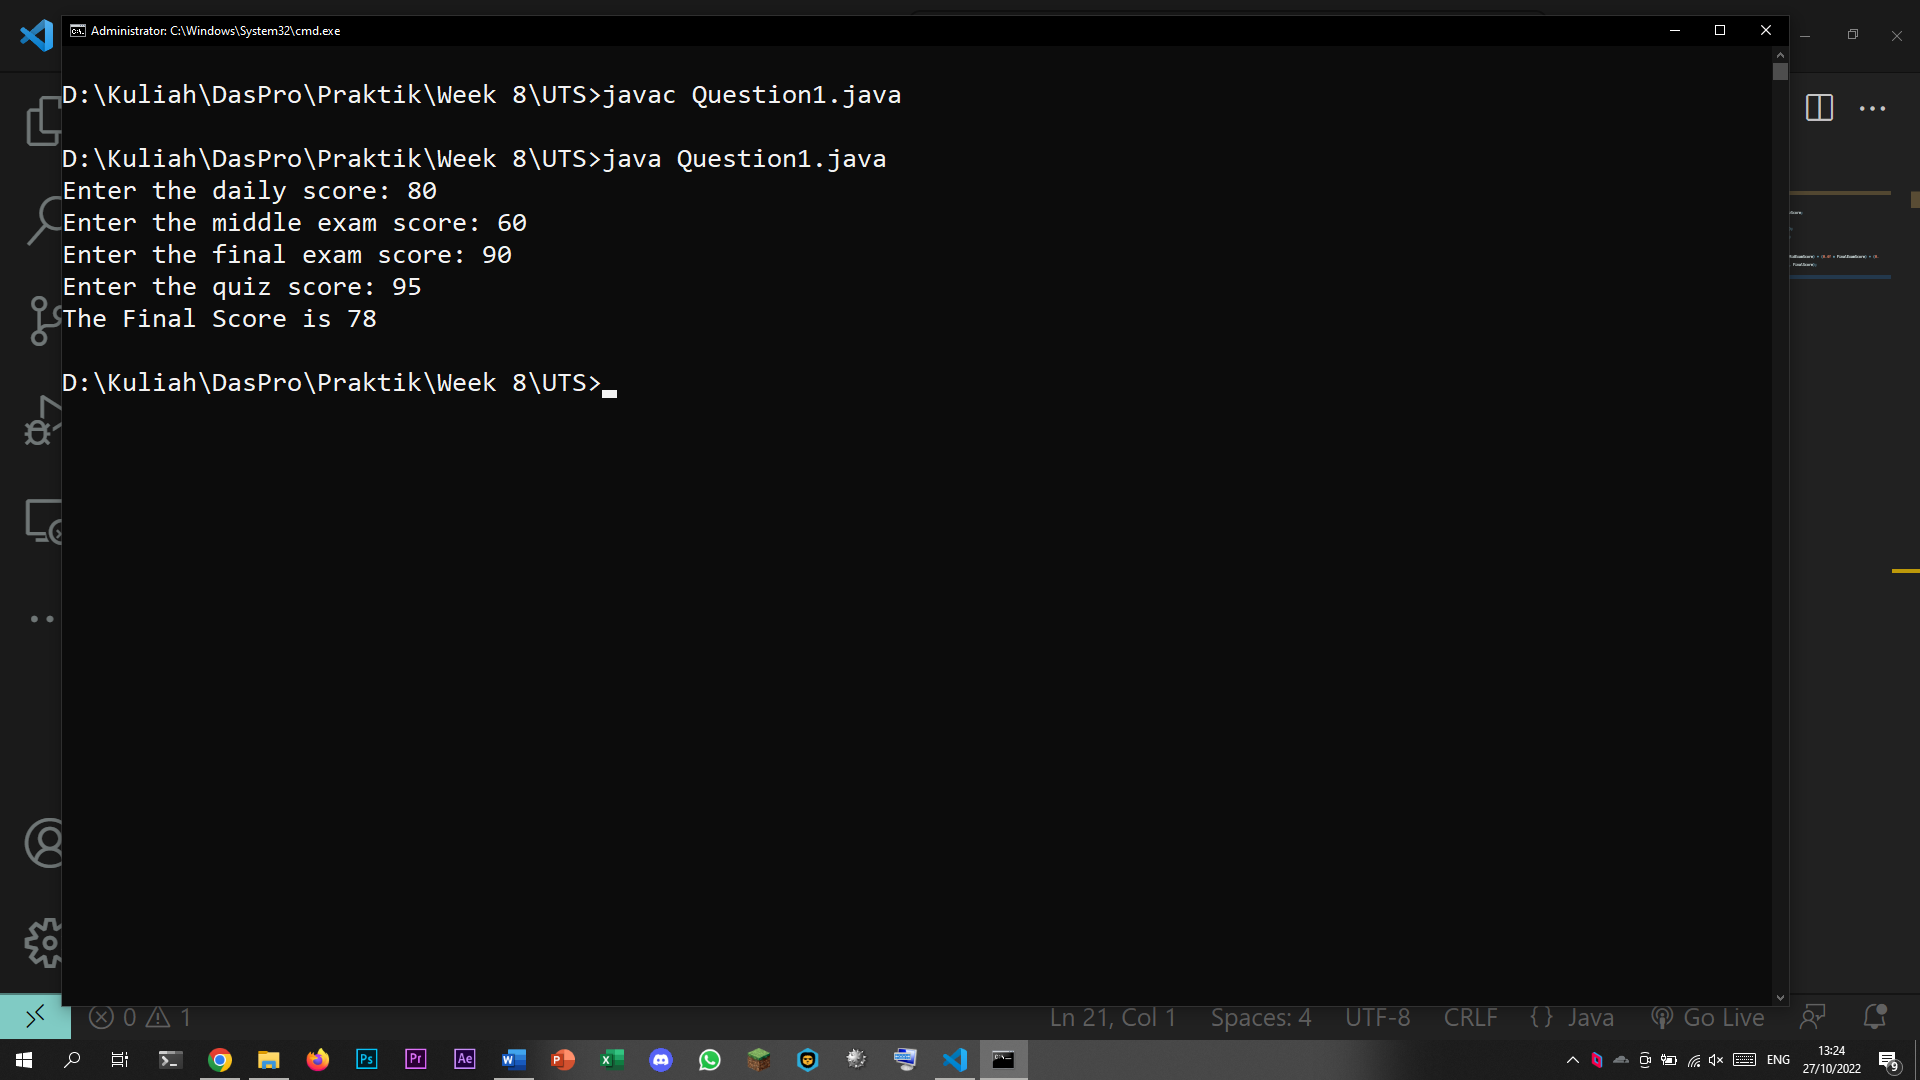 Administrator: C:\Windows\System32\cmd.exe
D:\Kuliah\DasPro\Praktik\Week 8\UTS>javac Question1.java
D:\Kuliah\DasPro\Praktik\Week 8\UTS>java Question1.java
Enter the daily score: 80
Enter the middle exam score: 60
Enter the final exam score: 90
Enter the quiz score: 95
The Final Score is 78
D:\Kuliah\DasPro\Praktik\Week 8\UTS>
0 1 Ln 21, Col 1 Spaces: 4 UTF-8 CRLF {} Java Go Live
Ps Pr Ae ENG 13:24
27/10/2022 9